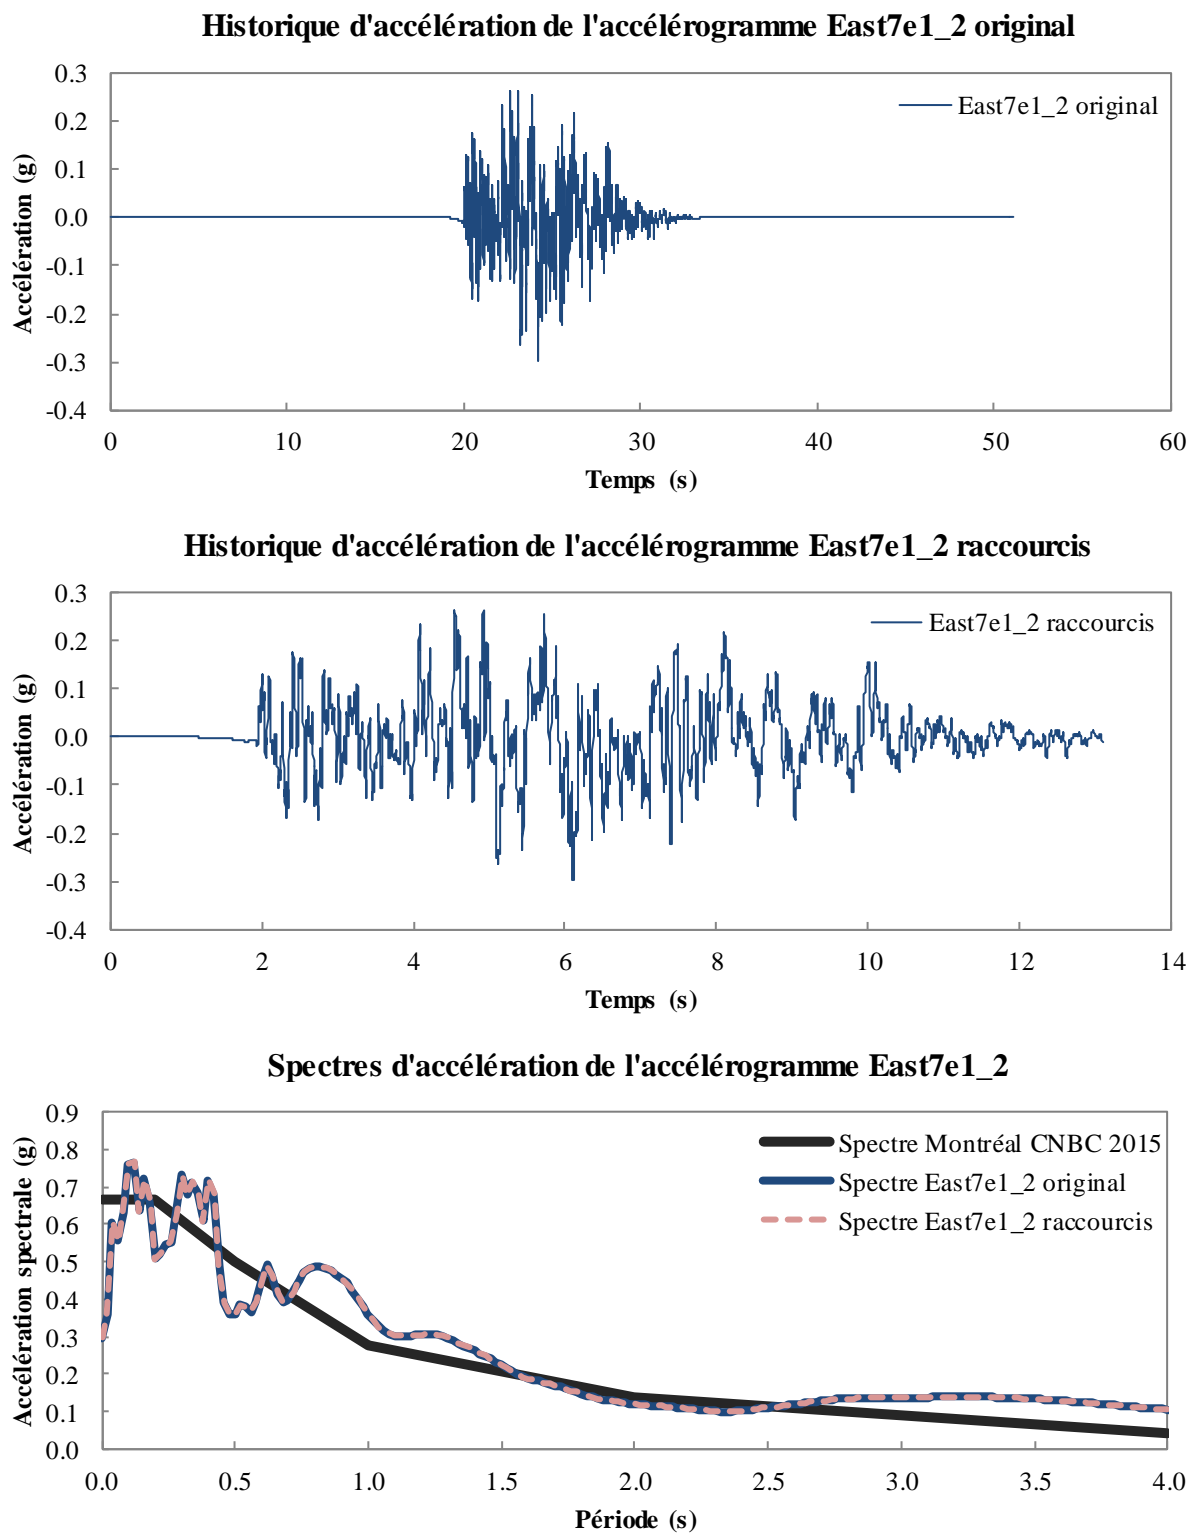 Historique d'accélération de l'accélérogramme East7e1_2 original
0.3
East7e1_2 original
0.2
0.1
0.0
-0.1
-0.2
-0.3
-0.4
Accélération (g)
0 10 20 30 40 50 60
Temps (s)
Historique d'accélération de l'accélérogramme East7e1_2 raccourcis
0.3
East7e1_2 raccourcis
0.2
0.1
0.0
-0.1
-0.2
-0.3
-0.4
Accélération (g)
0 2 4 6 8 10 12 14
Temps (s)
Spectres d'accélération de l'accélérogramme East7e1_2
0.9
0.8
0.7
0.6
0.5
0.4
0.3
0.2
0.1
0.0
Accélération spectrale (g)
Spectre Montréal CNBC 2015
Spectre East7e1_2 original
Spectre East7e1_2 raccourcis
0.0 0.5 1.0 1.5 2.0 2.5 3.0 3.5 4.0
Période (s)